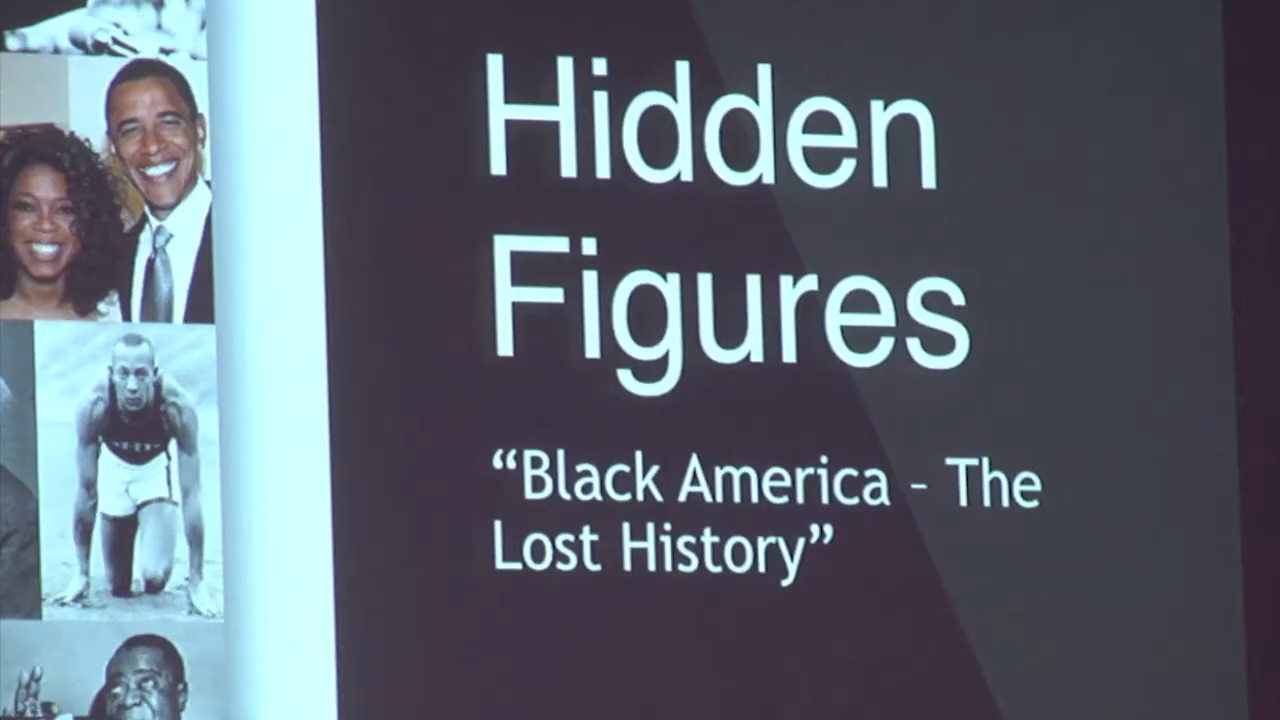 Hidden
Figures
“Black America – The
Lost History”